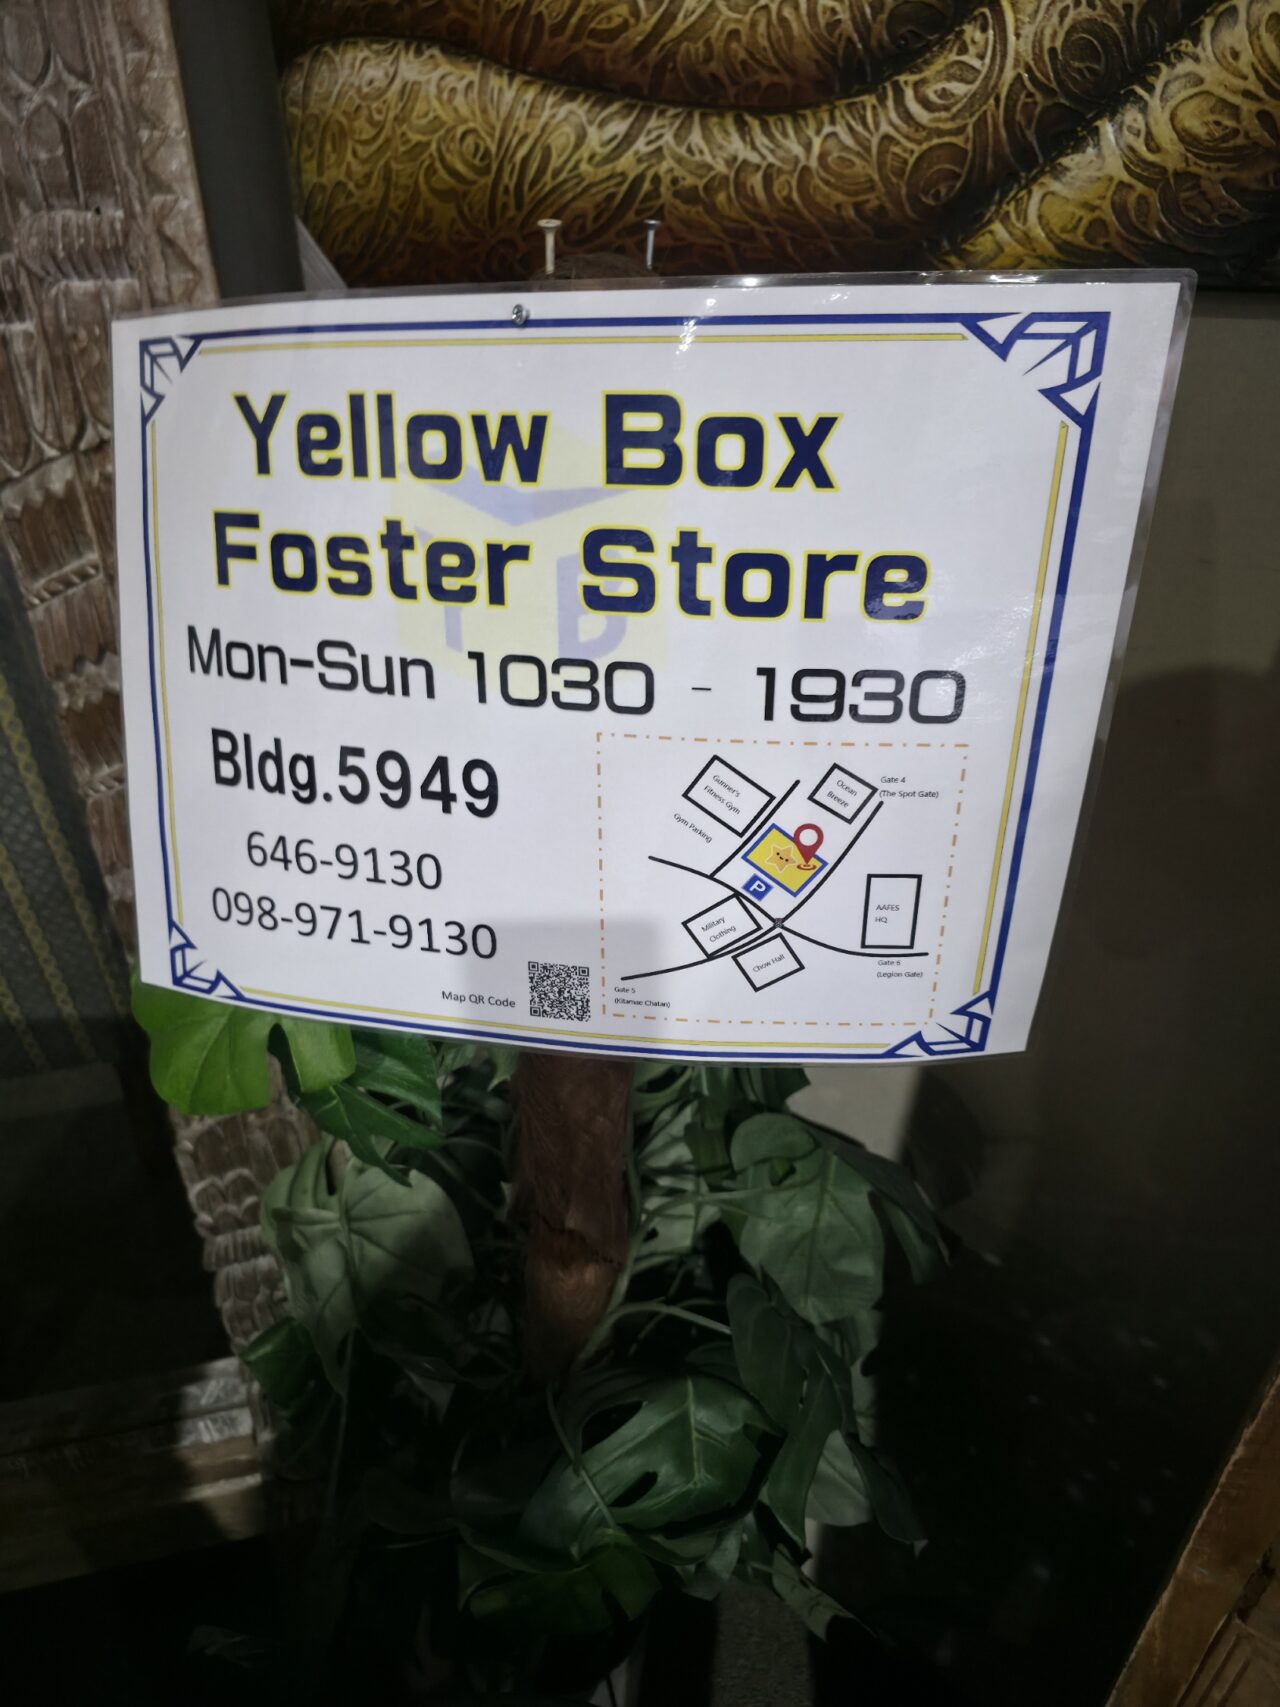 Yellow Box
Foster Store
Mon-Sun 1030 - 1930
Bldg.5949
646-9130
098-971-9130
Map QR Code
Gunner's
Fitness Gym
Gym Parking
Ocean
Breeze
Gate 4
(The Spot Gate)
P
Military
Clothing
Chow Hall
AAFES
HQ
Gate 6
(Legion Gate)
Gate 5
(Kitamae Chatan)